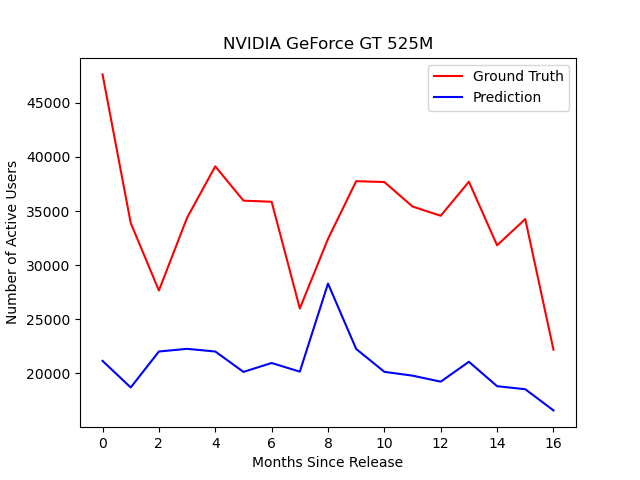 NVIDIA GeForce GT 525M
Ground Truth
Prediction
Number of Active Users
45000
40000
35000
30000
25000
20000
0 2 4 6 8 10 12 14 16
Months Since Release